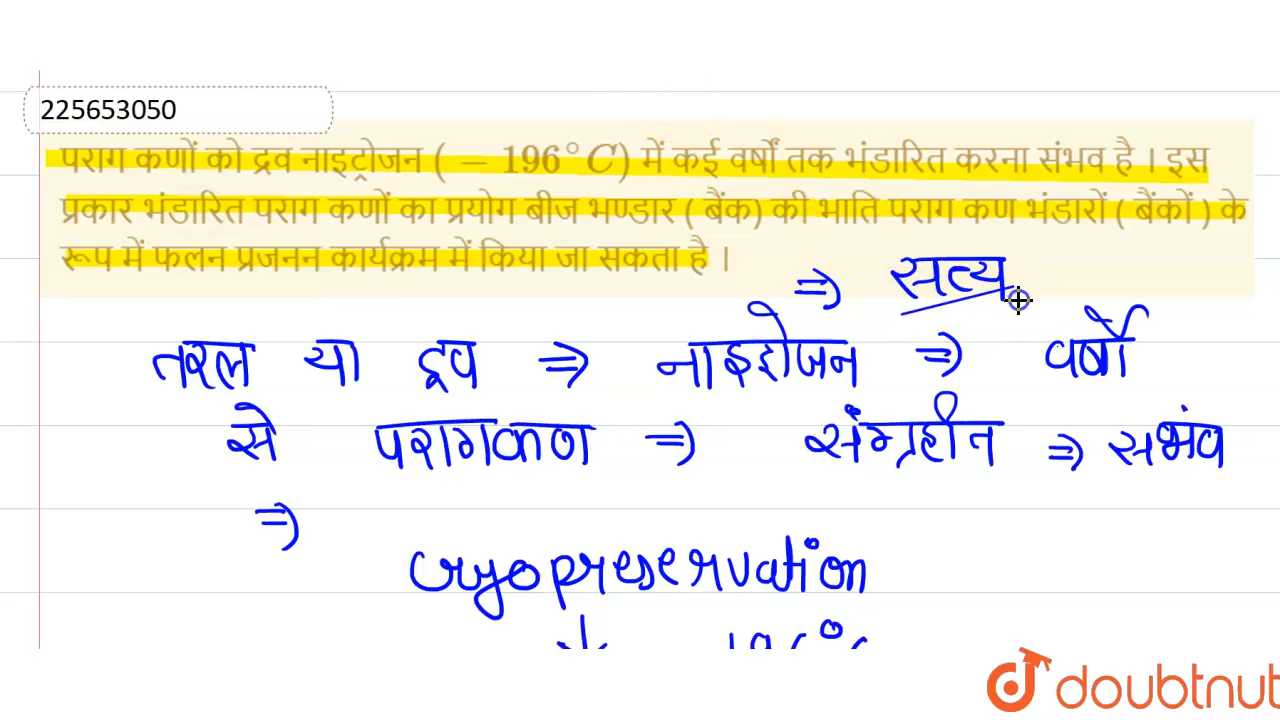 225653050
पराग कणों को द्रव नाइट्रोजन ( − 196°C) में कई वर्षों तक भंडारित करना संभव है । इस
प्रकार भंडारित पराग कणों का प्रयोग बीज भण्डार ( बैंक) की भाति पराग कण भंडारों ( बैंकों ) के
रूप में फलन प्रजनन कार्यक्रम में किया जा सकता है ।
⇒ सत्य
तरल या द्रव ⇒ नाइट्रोजन ⇒ वर्षो
से परागकण ⇒ संग्रहीत ⇒ संभव
⇒
Cryopreservation
doubtnut